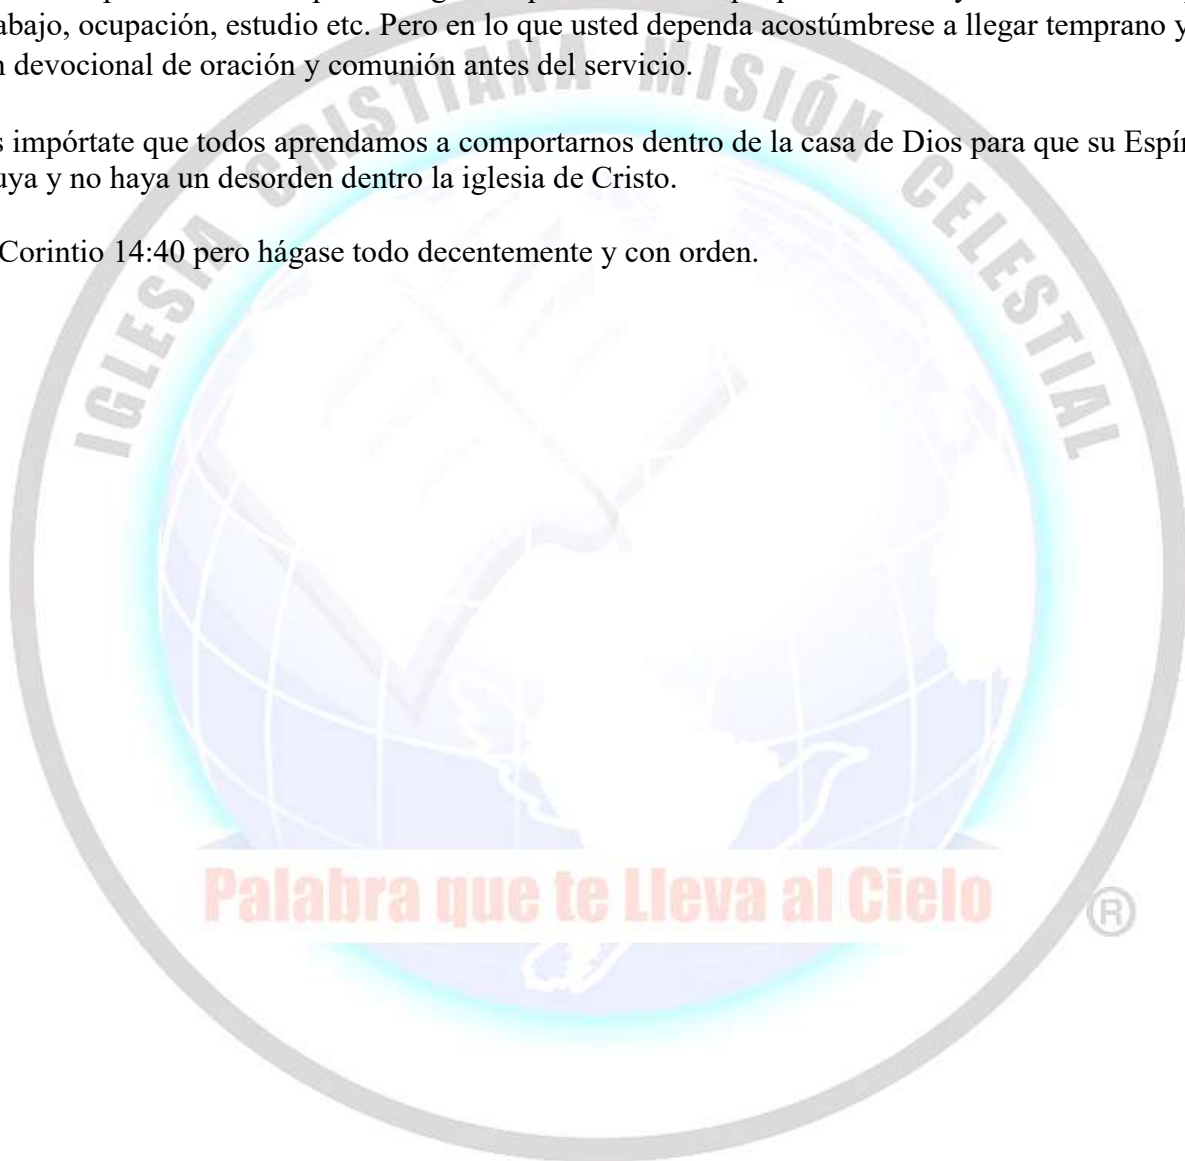 abajo, ocupación, estudio etc. Pero en lo que usted dependa acostúmbrese a llegar temprano y
n devocional de oración y comunión antes del servicio.
s impórtate que todos aprendamos a comportarnos dentro de la casa de Dios para que su Espír
uya y no haya un desorden dentro la iglesia de Cristo.
Corintio 14:40 pero hágase todo decentemente y con orden.
IGLESIA CRISTIANA MISIÓN CELESTIAL
Palabra que te Lleva al Cielo
®